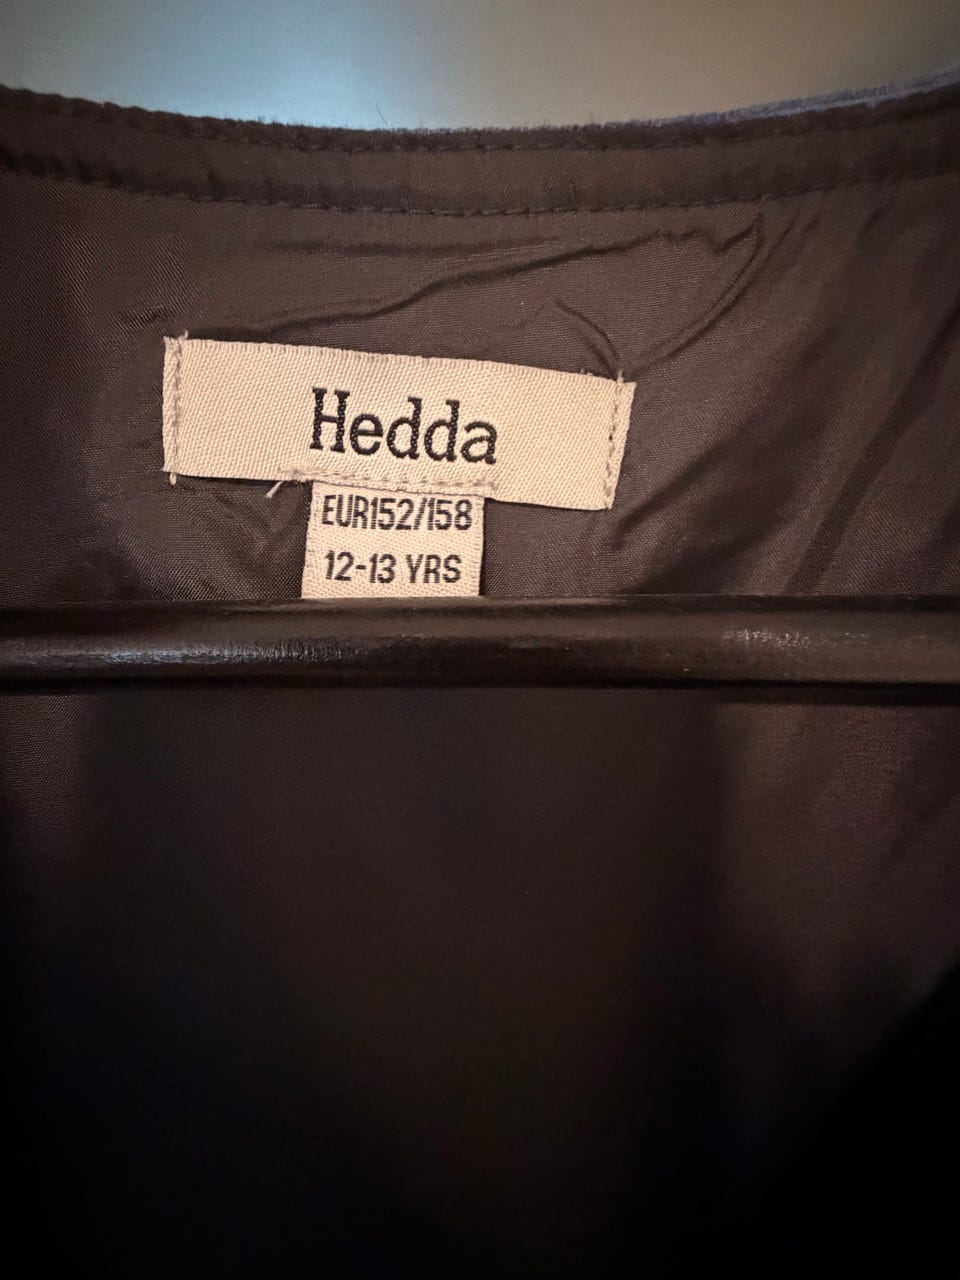 Hedda
EUR152/158
12-13 YRS